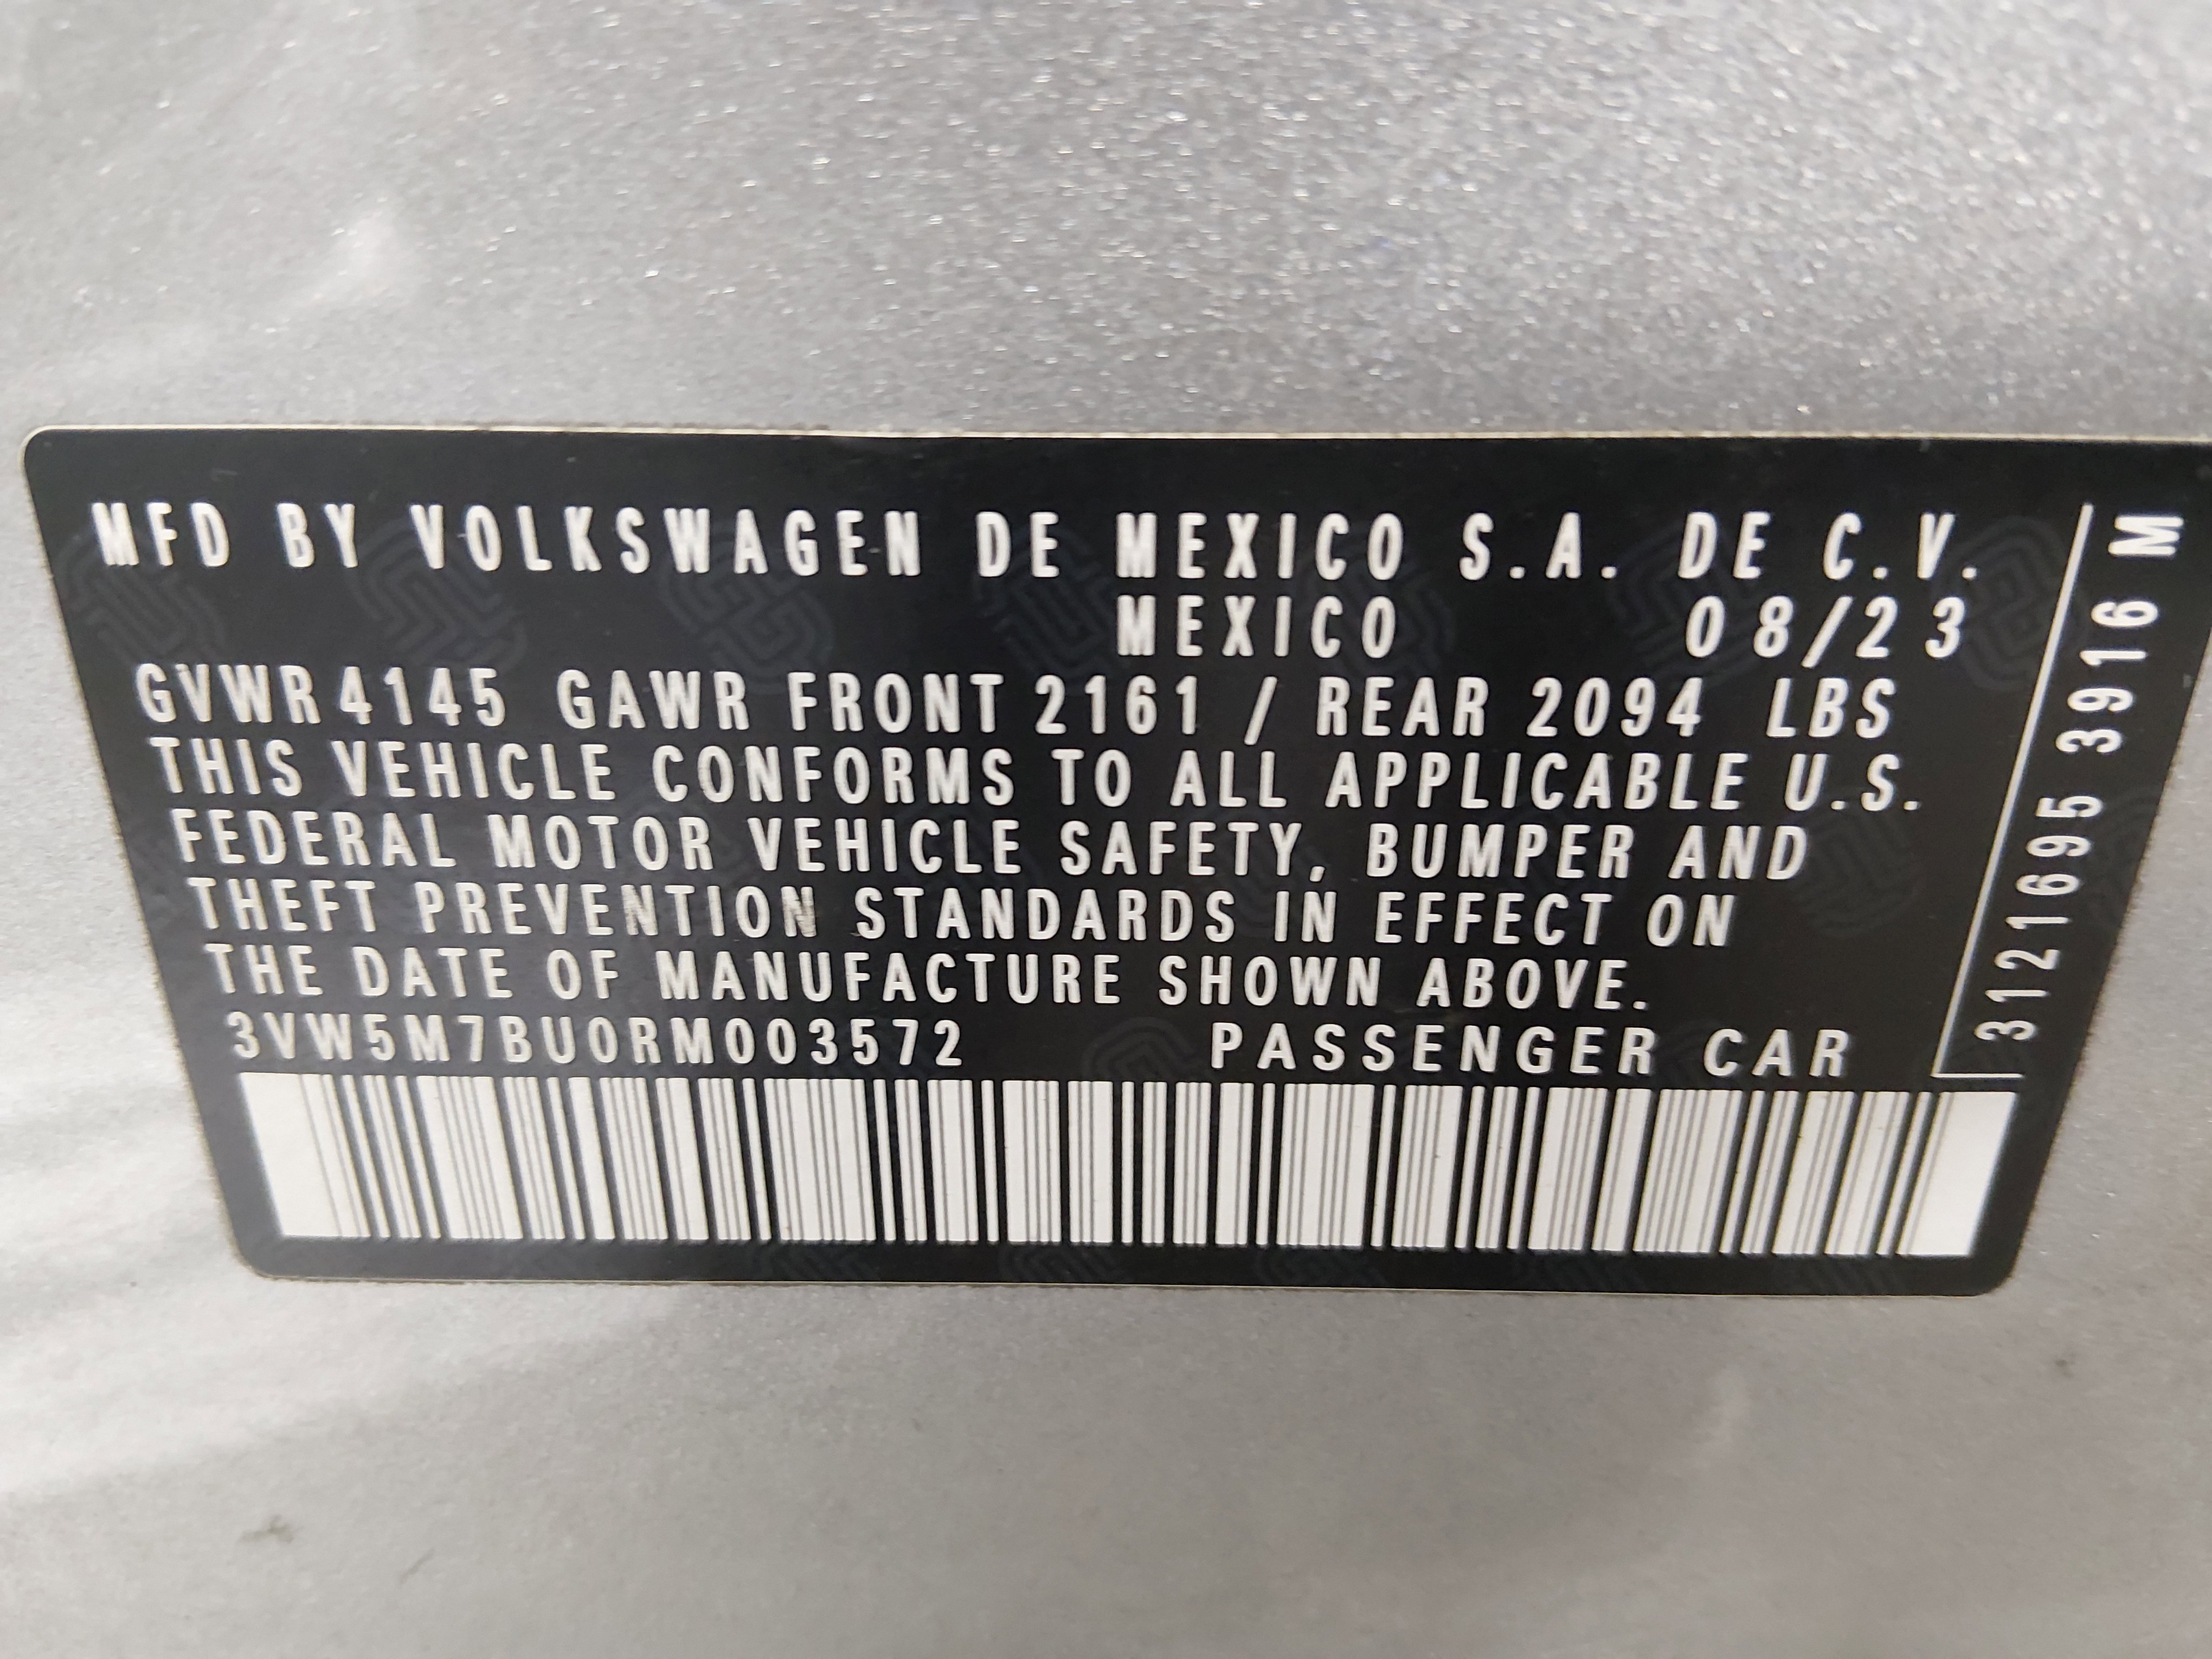 MFD BY VOLKSWAGEN DE MEXICO S.A. DE C.V.
MEXICO 08/23
GVWR 4145 GAWR FRONT 2161 / REAR 2094 LBS
THIS VEHICLE CONFORMS TO ALL APPLICABLE U.S.
FEDERAL MOTOR VEHICLE SAFETY, BUMPER AND
THEFT PREVENTION STANDARDS IN EFFECT ON
THE DATE OF MANUFACTURE SHOWN ABOVE.
3VW5M7BU0RM003572 PASSENGER CAR
3121695 3916 M